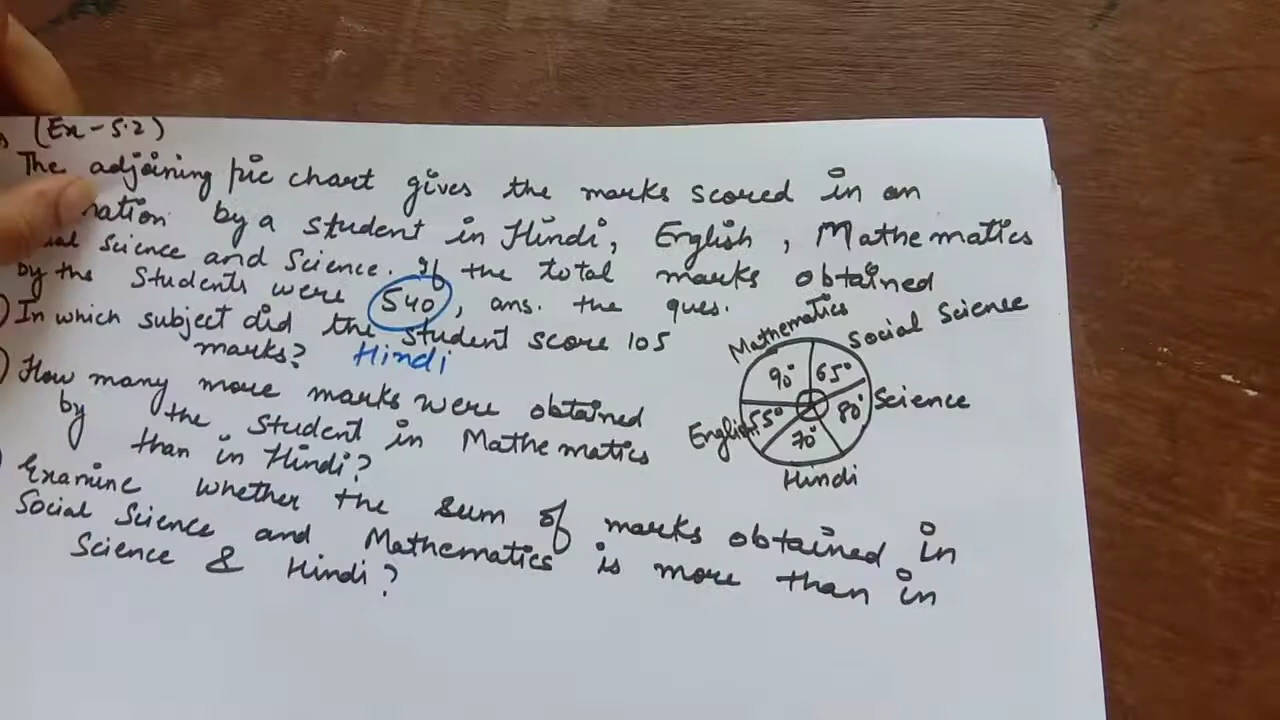 (Ex-5.2)
The adjoining pie chart gives the marks scored in an
nation by a student in Hindi, English, Mathematics
ial Science and Science. If the total marks obtained
by the students were 540, ans. the ques.
) In which subject did the student score 105
marks? Hindi
) How many more marks were obtained
by the student in Mathematics
than in Hindi?
) Examine whether the sum of marks obtained in
Social Science and Mathematics is more than in
Science & Hindi?
Mathematics
Social Science
90° 65°
English 55° 80° Science
70°
Hindi